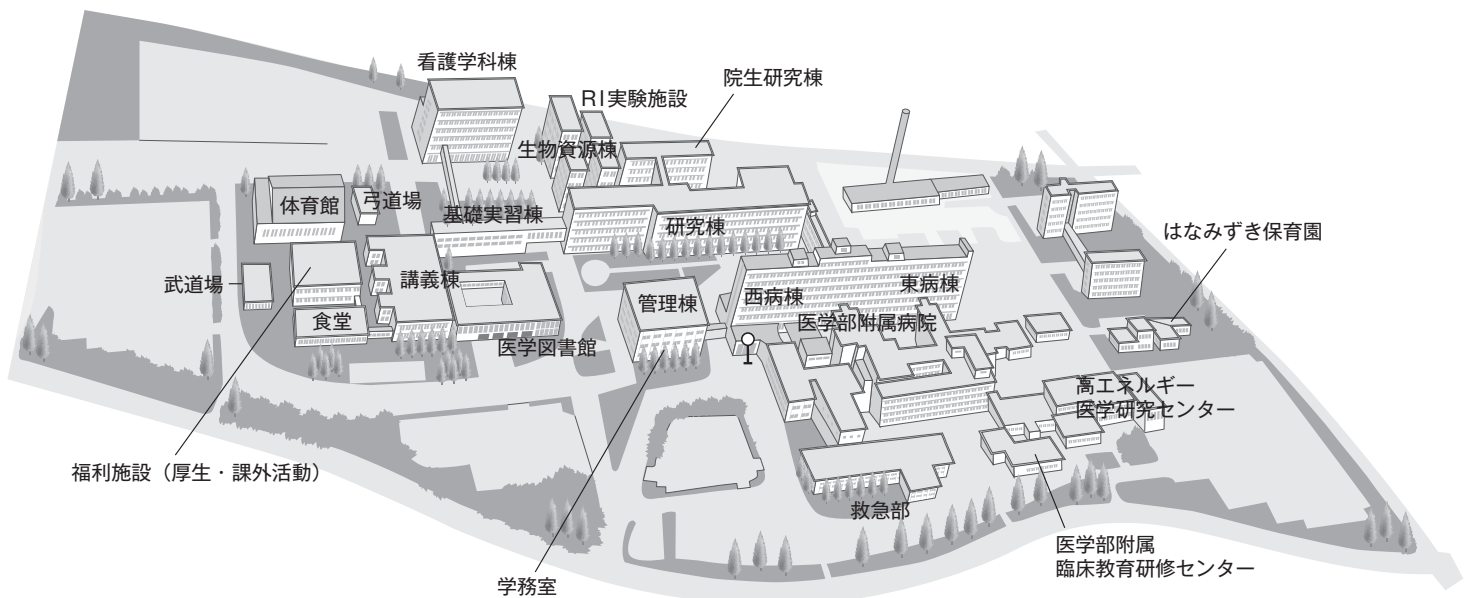 看護学科棟
院生研究棟
RI実験施設
生物資源棟
体育館
弓道場
基礎実習棟
研究棟
はなみずき保育園
武道場
講義棟
管理棟
西病棟
東病棟
食堂
医学部附属病院
医学図書館
高エネルギー
医学研究センター
福利施設（厚生・課外活動）
救急部
医学部附属
臨床教育研修センター
学務室